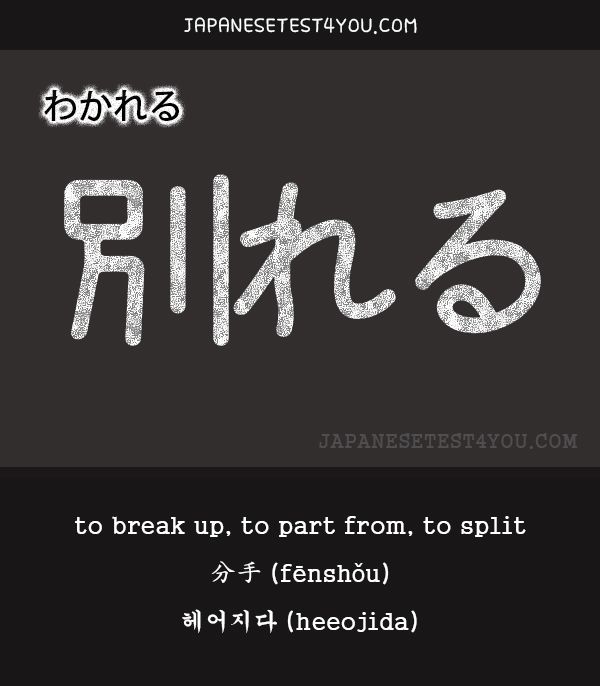 JAPANESETEST4YOU.COM
わかれる
別れる
JAPANESETEST4YOU.COM
to break up, to part from, to split
分手 (fēnshǒu)
헤어지다 (heeojida)